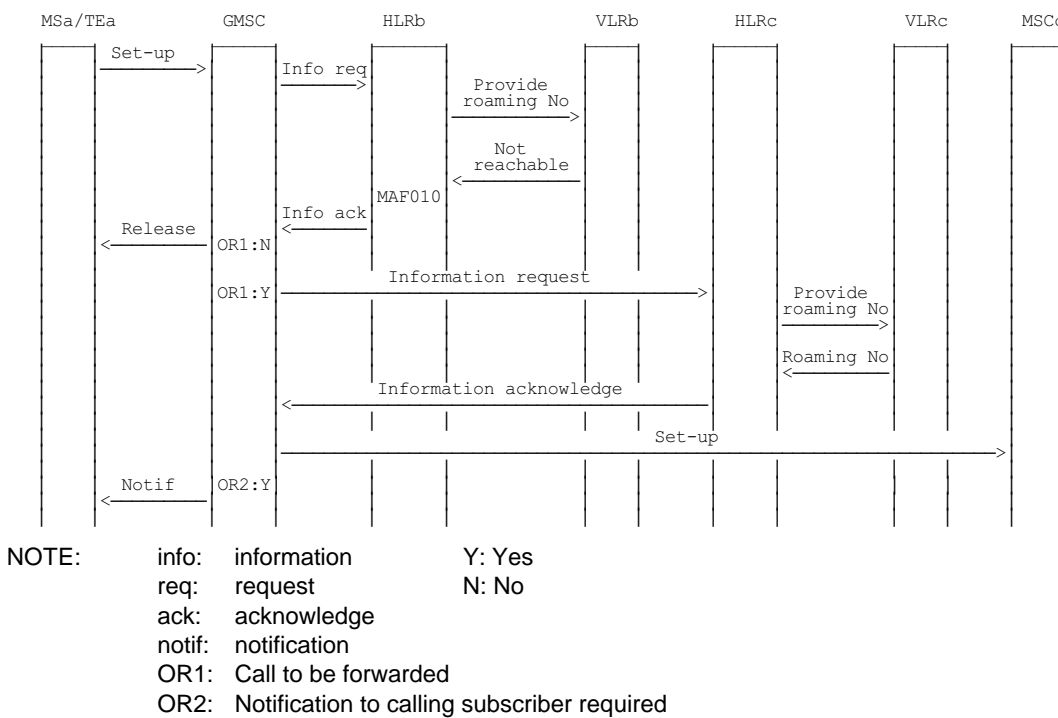 MSa/TEa GMSC HLRb VLRb HLRc VLRc MSCc
Set-up
Info req
Provide
roaming No
Not
reachable
MAF010
Info ack
Release
OR1:N
Information request
OR1:Y
Provide
roaming No
Roaming No
Information acknowledge
Set-up
Notif OR2:Y
NOTE: info: information Y: Yes
req: request N: No
ack: acknowledge
notif: notification
OR1: Call to be forwarded
OR2: Notification to calling subscriber required